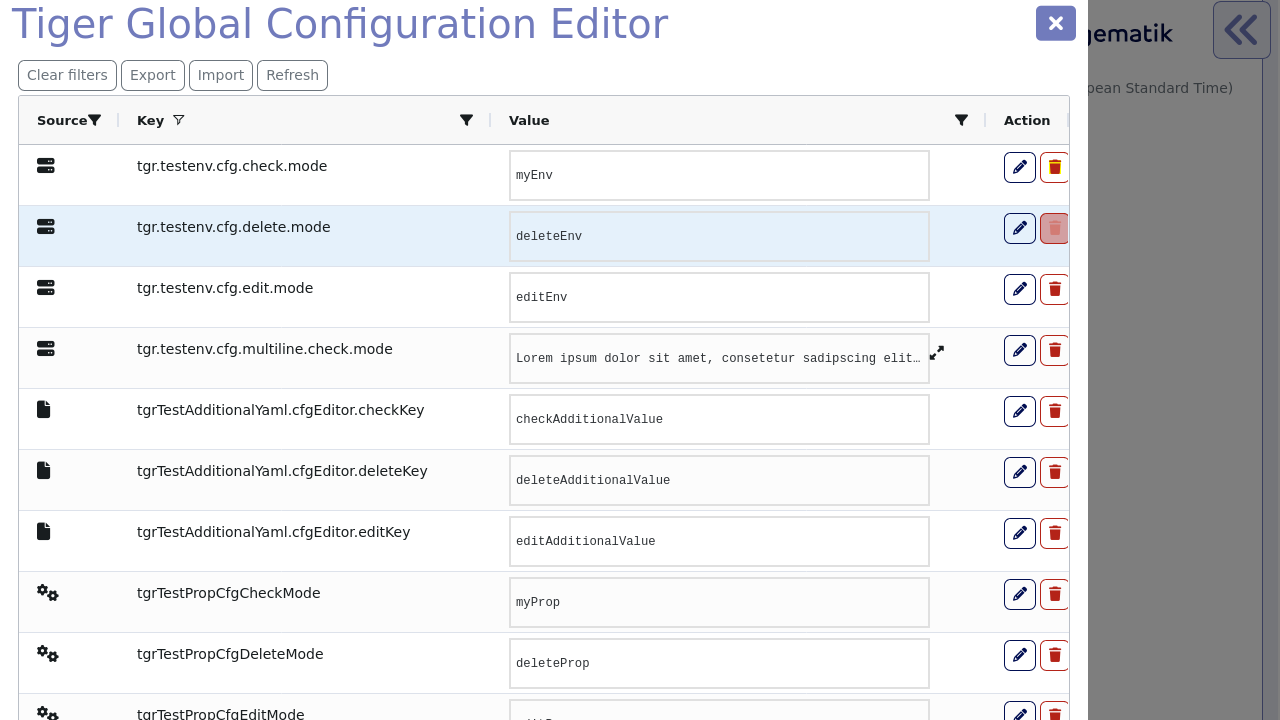 Tiger Global Configuration Editor
gematik
Clear filters Export Import Refresh
pean Standard Time)
Source Key Value Action
tgr.testenv.cfg.check.mode myEnv
tgr.testenv.cfg.delete.mode deleteEnv
tgr.testenv.cfg.edit.mode editEnv
tgr.testenv.cfg.multiline.check.mode Lorem ipsum dolor sit amet, consetetur sadipscing elit…
tgrTestAdditionalYaml.cfgEditor.checkKey checkAdditionalValue
tgrTestAdditionalYaml.cfgEditor.deleteKey deleteAdditionalValue
tgrTestAdditionalYaml.cfgEditor.editKey editAdditionalValue
tgrTestPropCfgCheckMode myProp
tgrTestPropCfgDeleteMode deleteProp
tgrTestPropCfgEditMode